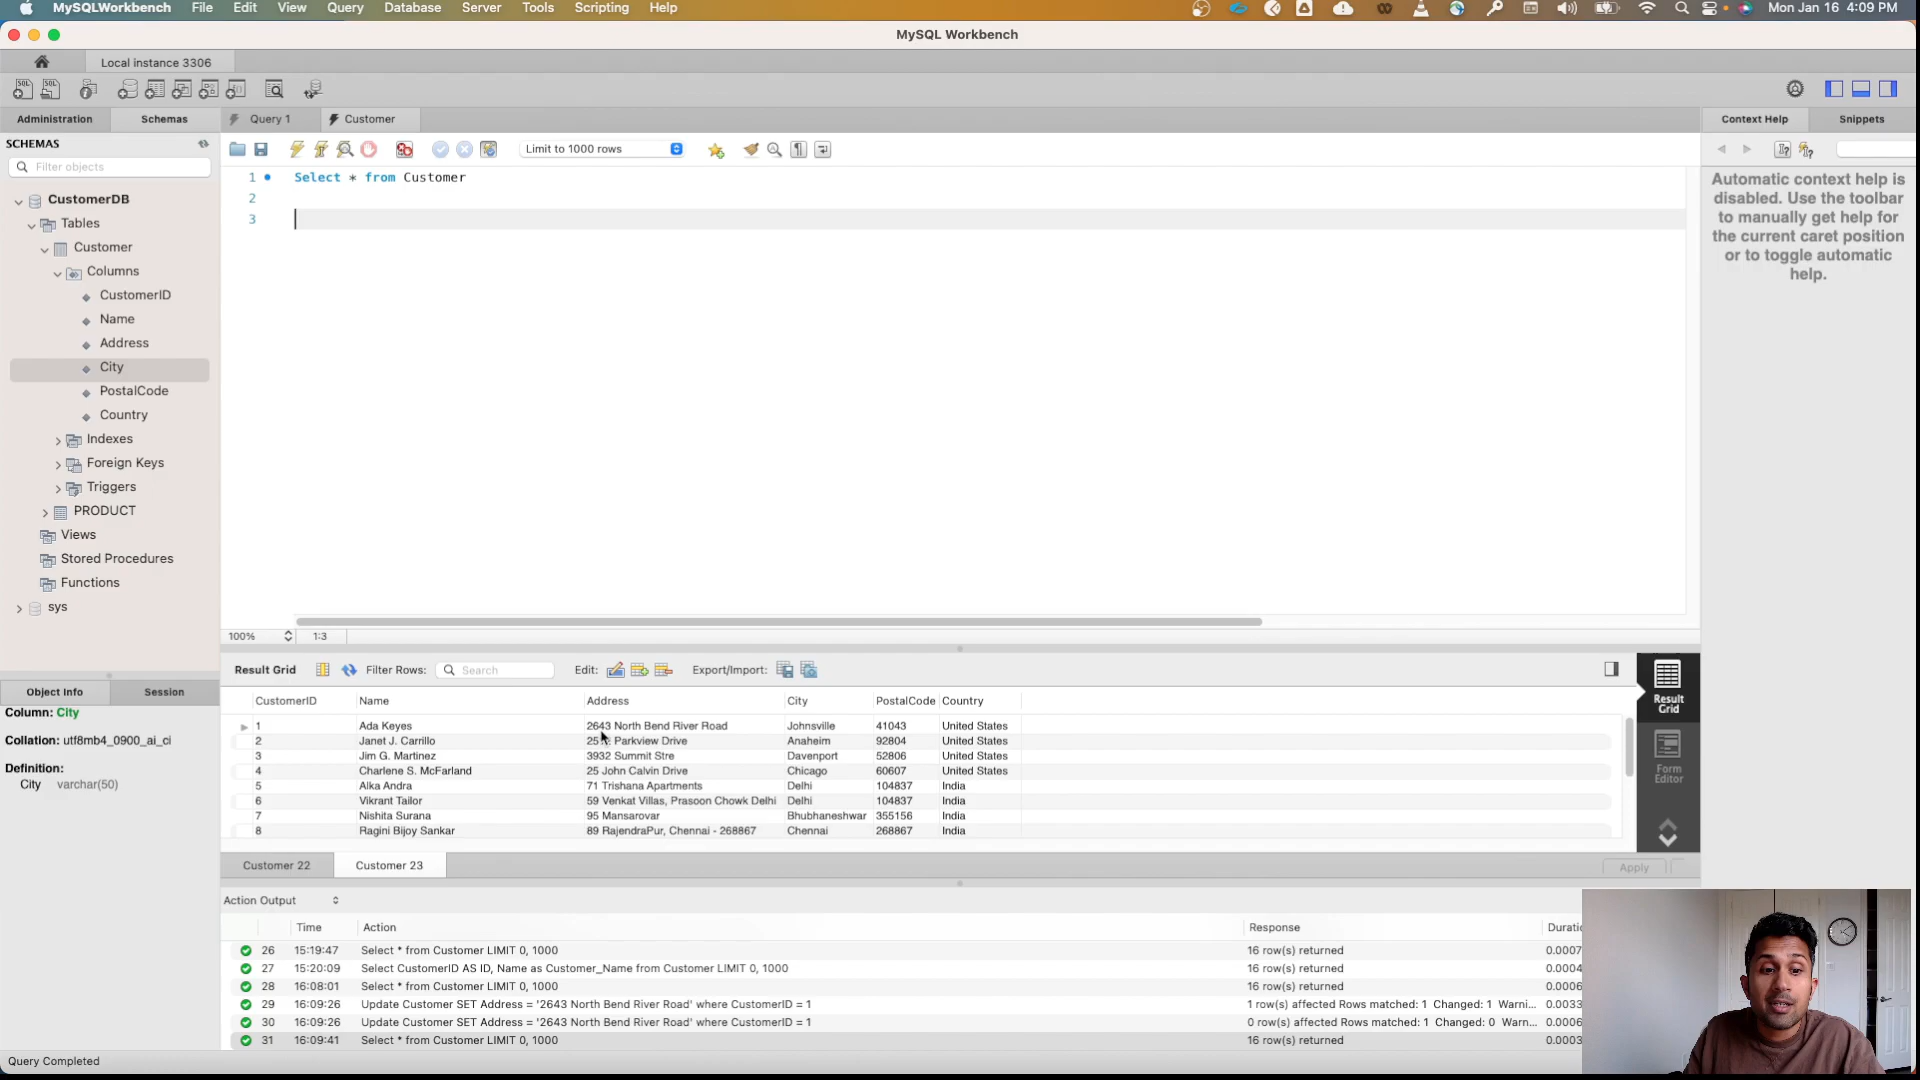 MySQLWorkbench File Edit View Query Database Server Tools Scripting Help Mon Jan 16 4:09 PM
MySQL Workbench
Local instance 3306
Administration Schemas Query 1 Customer Context Help Snippets
SCHEMAS
Limit to 1000 rows
Filter objects
CustomerDB
Tables
Customer
Columns
CustomerID
Name
Address
City
PostalCode
Country
Indexes
Foreign Keys
Triggers
PRODUCT
Views
Stored Procedures
Functions
sys
1 Select * from Customer
2
3
Automatic context help is
disabled. Use the toolbar
to manually get help for
the current caret position
or to toggle automatic
help.
100% 1:3
Result Grid Filter Rows: Search Edit: Export/Import:
Object Info Session
Column: City
Collation: utf8mb4_0900_ai_ci
Definition:
City varchar(50)
CustomerID Name Address City PostalCode Country
1 Ada Keyes 2643 North Bend River Road Johnsville 41043 United States
2 Janet J. Carrillo Parkview Drive Anaheim 92804 United States
3 Jim G. Martinez 3932 Summit Stre Davenport 52806 United States
4 Charlene S. McFarland 25 John Calvin Drive Chicago 60607 United States
5 Alka Andra 71 Trishana Apartments Delhi 104837 India
6 Vikrant Tailor 59 Venkat Villas, Prasoon Chowk Delhi Delhi 104837 India
7 Nishita Surana 95 Mansarovar Bhubhaneshwar 355156 India
8 Ragini Bijoy Sankar 89 RajendraPur, Chennai - 268867 Chennai 268867 India
Result
Grid
Form
Editor
Customer 22 Customer 23 Apply
Action Output
Time Action Response Duratic
26 15:19:47 Select * from Customer LIMIT 0, 1000 16 row(s) returned 0.0007
27 15:20:09 Select CustomerID AS ID, Name as Customer_Name from Customer LIMIT 0, 1000 16 row(s) returned 0.0004
28 16:08:01 Select * from Customer LIMIT 0, 1000 16 row(s) returned 0.0006
29 16:09:26 Update Customer SET Address = '2643 North Bend River Road' where CustomerID = 1 1 row(s) affected Rows matched: 1 Changed: 1 Warni... 0.0033
30 16:09:26 Update Customer SET Address = '2643 North Bend River Road' where CustomerID = 1 0 row(s) affected Rows matched: 1 Changed: 0 Warn... 0.0006
31 16:09:41 Select * from Customer LIMIT 0, 1000 16 row(s) returned 0.0003
Query Completed